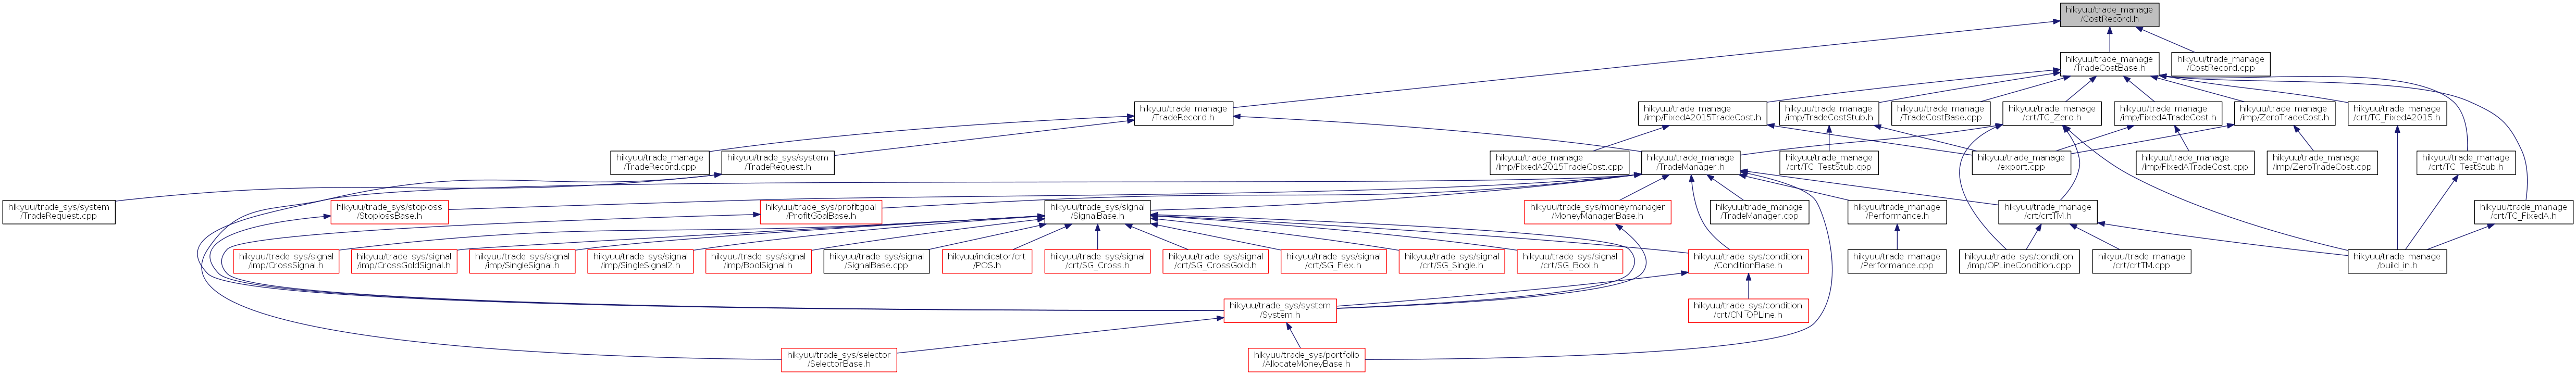 hikyuu/trade_manage
/CostRecord.h
hikyuu/trade_manage
/TradeCostBase.h
hikyuu/trade_manage
/CostRecord.cpp
hikyuu/trade_manage
/TradeRecord.h
hikyuu/trade_manage
/imp/FixedA2015TradeCost.h
hikyuu/trade_manage
/imp/TradeCostStub.h
hikyuu/trade_manage
/TradeCostBase.cpp
hikyuu/trade_manage
/crt/TC_Zero.h
hikyuu/trade_manage
/imp/FixedATradeCost.h
hikyuu/trade_manage
/imp/ZeroTradeCost.h
hikyuu/trade_manage
/crt/TC_FixedA2015.h
hikyuu/trade_manage
/TradeRecord.cpp
hikyuu/trade_sys/system
/TradeRequest.h
hikyuu/trade_manage
/TradeManager.h
hikyuu/trade_manage
/imp/FixedA2015TradeCost.cpp
hikyuu/trade_manage
/crt/TC_TestStub.cpp
hikyuu/trade_manage
/export.cpp
hikyuu/trade_manage
/imp/FixedATradeCost.cpp
hikyuu/trade_manage
/imp/ZeroTradeCost.cpp
hikyuu/trade_manage
/crt/TC_TestStub.h
hikyuu/trade_sys/system
/TradeRequest.cpp
hikyuu/trade_sys/stoploss
/StoplossBase.h
hikyuu/trade_sys/profitgoal
/ProfitGoalBase.h
hikyuu/trade_sys/signal
/SignalBase.h
hikyuu/trade_sys/moneymanager
/MoneyManagerBase.h
hikyuu/trade_manage
/TradeManager.cpp
hikyuu/trade_manage
/Performance.h
hikyuu/trade_manage
/crt/crtTM.h
hikyuu/trade_manage
/crt/TC_FixedA.h
hikyuu/trade_sys/signal
/imp/CrossSignal.h
hikyuu/trade_sys/signal
/imp/CrossGoldSignal.h
hikyuu/trade_sys/signal
/imp/SingleSignal.h
hikyuu/trade_sys/signal
/imp/SingleSignal2.h
hikyuu/trade_sys/signal
/imp/BoolSignal.h
hikyuu/trade_sys/signal
/SignalBase.cpp
hikyuu/indicator/crt
/POS.h
hikyuu/trade_sys/signal
/crt/SG_Cross.h
hikyuu/trade_sys/signal
/crt/SG_CrossGold.h
hikyuu/trade_sys/signal
/crt/SG_Flex.h
hikyuu/trade_sys/signal
/crt/SG_Single.h
hikyuu/trade_sys/signal
/crt/SG_Bool.h
hikyuu/trade_sys/condition
/ConditionBase.h
hikyuu/trade_manage
/Performance.cpp
hikyuu/trade_sys/condition
/imp/OPLineCondition.cpp
hikyuu/trade_manage
/crt/crtTM.cpp
hikyuu/trade_manage
/build_in.h
hikyuu/trade_sys/system
/System.h
hikyuu/trade_sys/condition
/crt/CN_OPLine.h
hikyuu/trade_sys/selector
/SelectorBase.h
hikyuu/trade_sys/portfolio
/AllocateMoneyBase.h